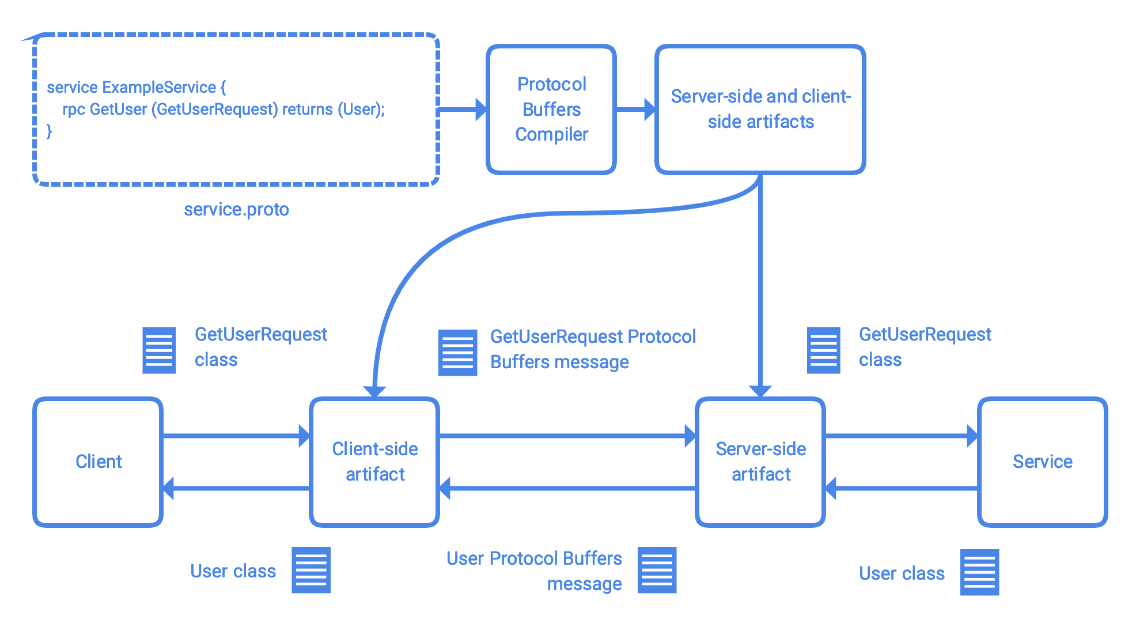 service ExampleService {
rpc GetUser (GetUserRequest) returns (User);
}
service.proto
Protocol
Buffers
Compiler
Server-side and client-
side artifacts
GetUserRequest
class
GetUserRequest Protocol
Buffers message
GetUserRequest
class
Client
Client-side
artifact
Server-side
artifact
Service
User class
User Protocol Buffers
message
User class